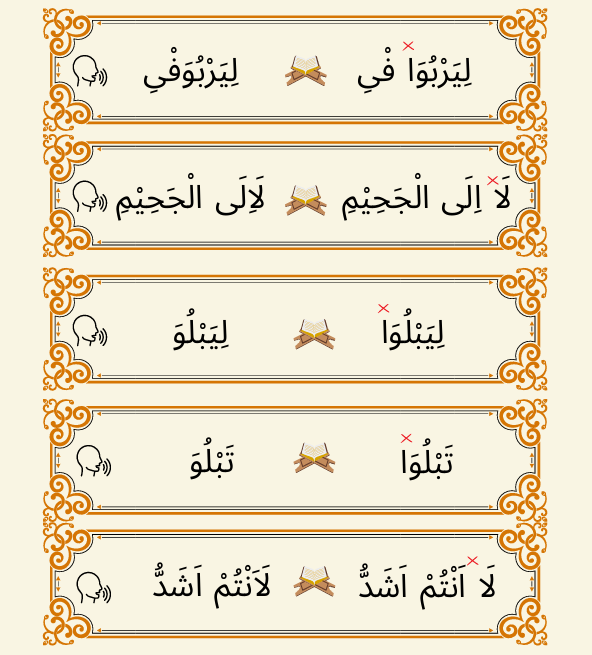 لِيَرْبُوَا۟ فْىِ لِيَرْبُوَفْىِ
لَا۟ اِلَى الْجَحِيْمِ لَاِلَى الْجَحِيْمِ
لِيَبْلُوَا۟ لِيَبْلُوَ
تَبْلُوَا۟ تَبْلُوَ
لَا۟ اَنْتُمْ اَشَدُّ لَاَنْتُمْ اَشَدُّ